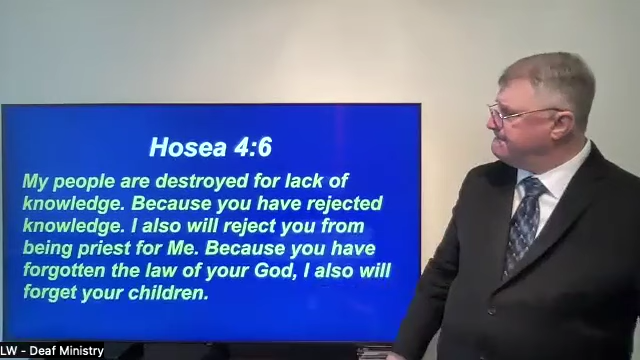 Hosea 4:6
My people are destroyed for lack of
knowledge. Because you have rejected
knowledge. I also will reject you from
being priest for Me. Because you have
forgotten the law of your God, I also will
forget your children.
LW - Deaf Ministry